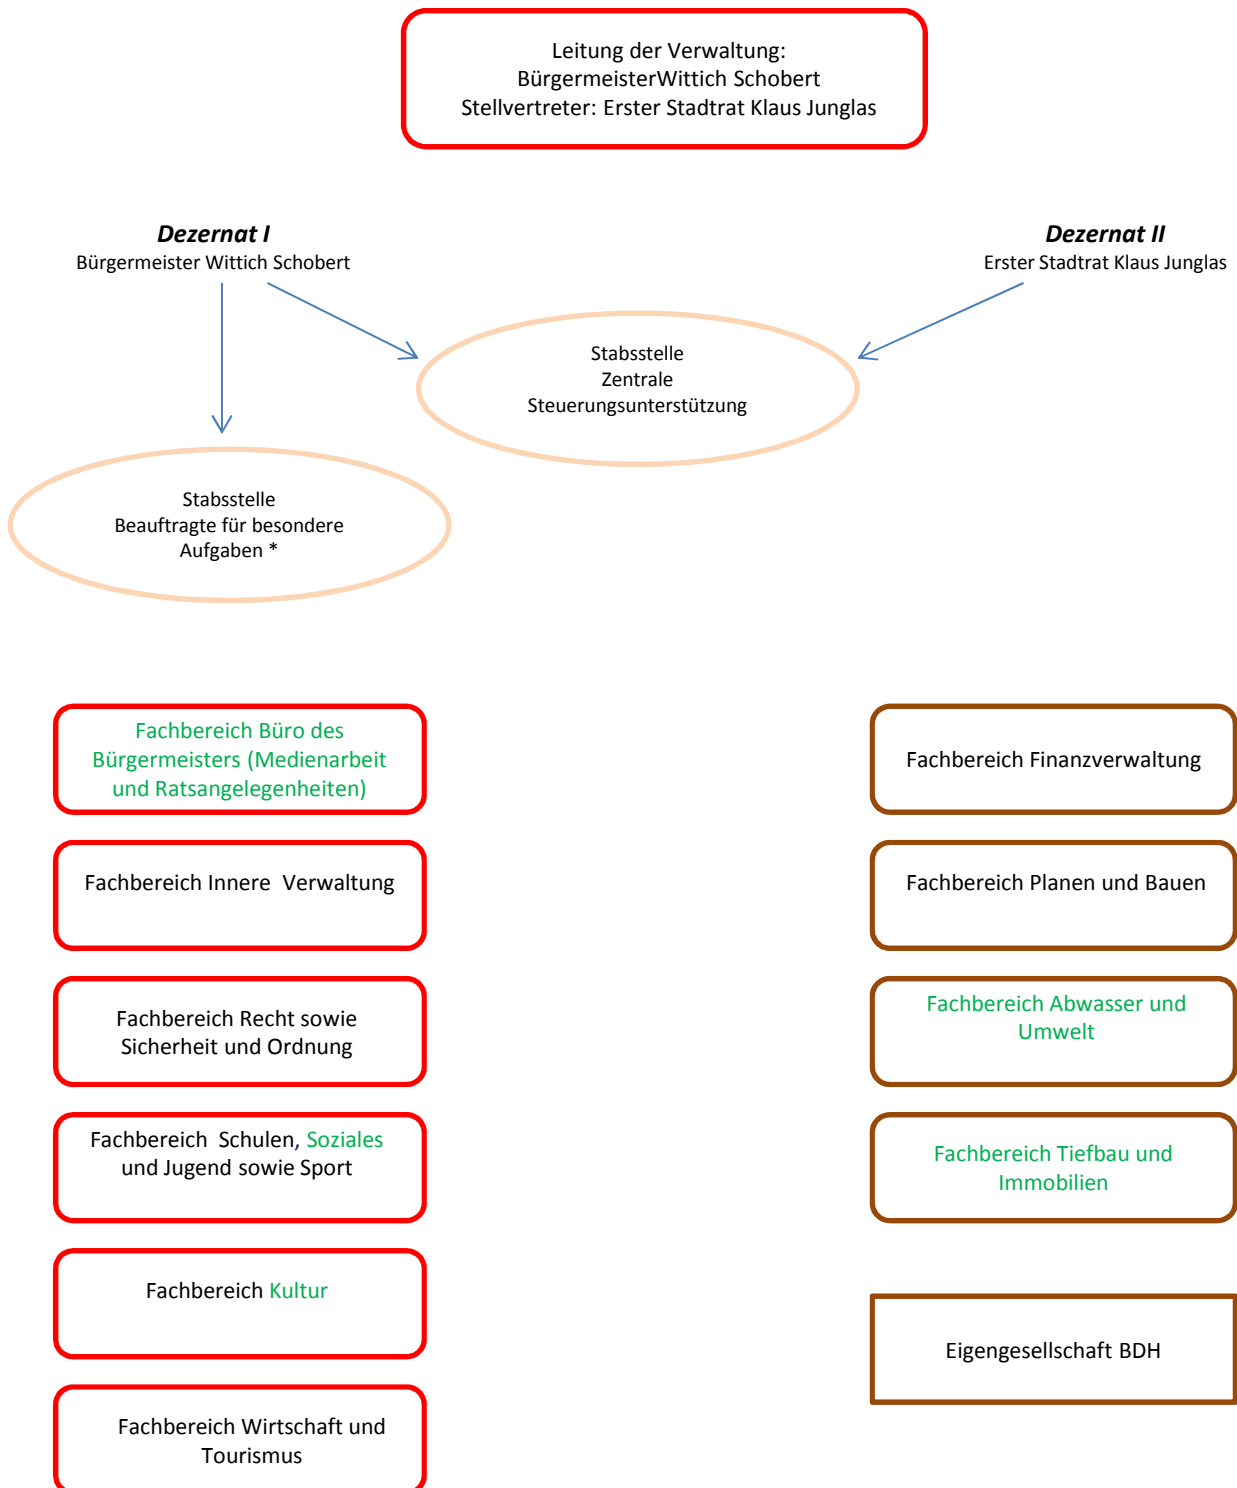 Leitung der Verwaltung:
BürgermeisterWittich Schobert
Stellvertreter: Erster Stadtrat Klaus Junglas
Dezernat I
Bürgermeister Wittich Schobert
Dezernat II
Erster Stadtrat Klaus Junglas
Stabsstelle
Zentrale
Steuerungsunterstützung
Stabsstelle
Beauftragte für besondere
Aufgaben *
Fachbereich Büro des
Bürgermeisters (Medienarbeit
und Ratsangelegenheiten)
Fachbereich Innere  Verwaltung
Fachbereich Recht sowie
Sicherheit und Ordnung
Fachbereich  Schulen, Soziales
und Jugend sowie Sport
Fachbereich Kultur
Fachbereich Wirtschaft und
Tourismus
Fachbereich Finanzverwaltung
Fachbereich Planen und Bauen
Fachbereich Abwasser und
Umwelt
Fachbereich Tiefbau und
Immobilien
Eigengesellschaft BDH